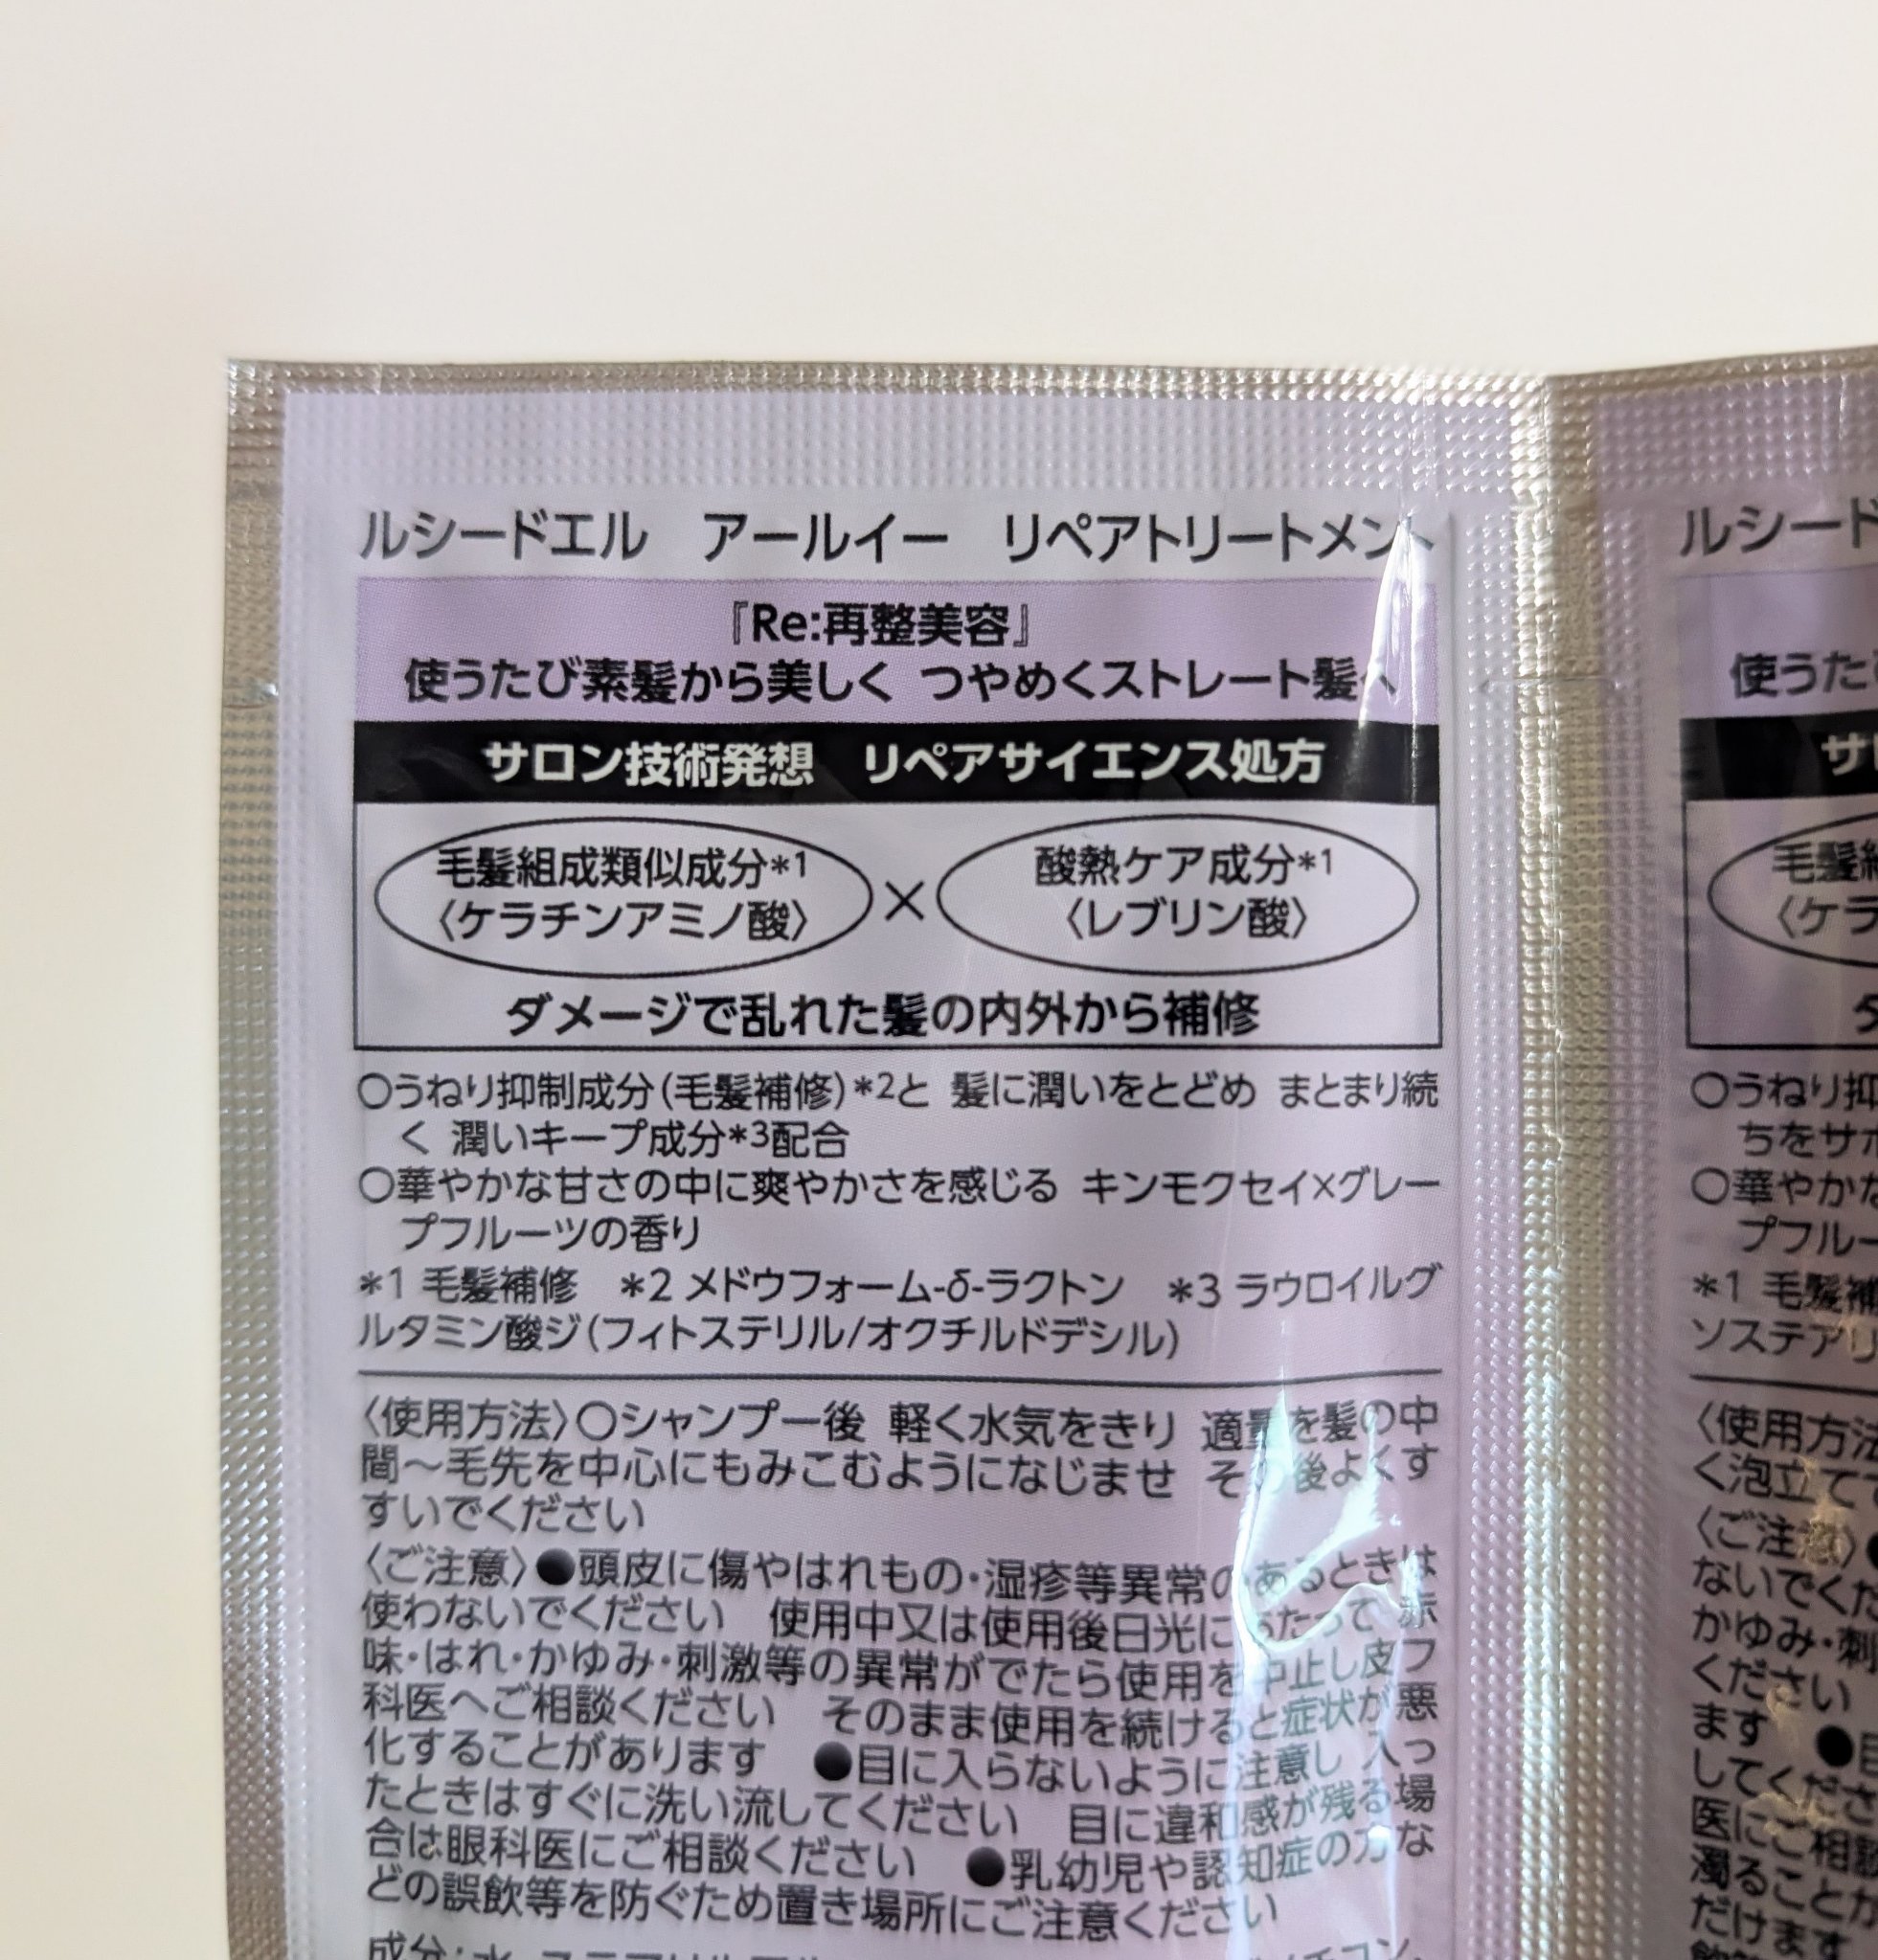 ルシードエル　アールイー　リペアトリートメント
『Re:再整美容』
使うたび素髪から美しく つやめくストレート髪へ
サロン技術発想　リペアサイエンス処方
毛髪組成類似成分*1
〈ケラチンアミノ酸〉
×
酸熱ケア成分*1
〈レブリン酸〉
ダメージで乱れた髪の内外から補修
○うねり抑制成分(毛髪補修)*2と 髪に潤いをとどめ まとまり続
く 潤いキープ成分*3配合
○華やかな甘さの中に爽やかさを感じる キンモクセイ×グレー
プフルーツの香り
*1 毛髪補修　*2 メドウフォーム-δ-ラクトン　*3 ラウロイルグ
ルタミン酸ジ(フィトステリル/オクチルドデシル)
〈使用方法〉○シャンプー後 軽く水気をきり 適量を髪の中
間～毛先を中心にもみこむようになじませ その後よくす
すいでください
〈ご注意〉●頭皮に傷やはれもの・湿疹等異常のあるときは
使わないでください　使用中又は使用後日光にあたって 赤
味・はれ・かゆみ・刺激等の異常がでたら使用を中止し皮フ
科医へご相談ください　そのまま使用を続けると症状が悪
化することがあります　●目に入らないように注意し 入っ
たときはすぐに洗い流してください　目に違和感が残る場
合は眼科医にご相談ください　●乳幼児や認知症の方な
どの誤飲等を防ぐため置き場所にご注意ください
成分：水、
ルシード
使うたび
サロ
毛髪組
〈ケラ
ダ
○うねり抑
ちをサポ
○華やかな
プフルー
*1 毛髪補
ソステアリ
〈使用方法
く泡立てて
〈ご注意〉●
ないでくだ
かゆみ・刺
ください
ます　●目
してくださ
医にご相談
濁ることが
だけます